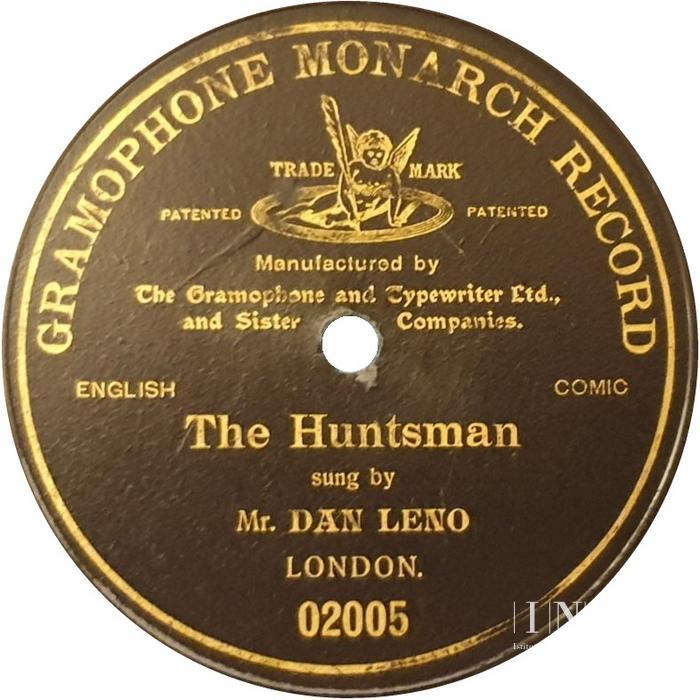 GRAMOPHONE MONARCH RECORD
TRADE MARK
PATENTED PATENTED
Manufactured by
The Gramophone and Typewriter Ltd.,
and Sister Companies.
ENGLISH COMIC
The Huntsman
sung by
Mr. DAN LENO
LONDON.
02005